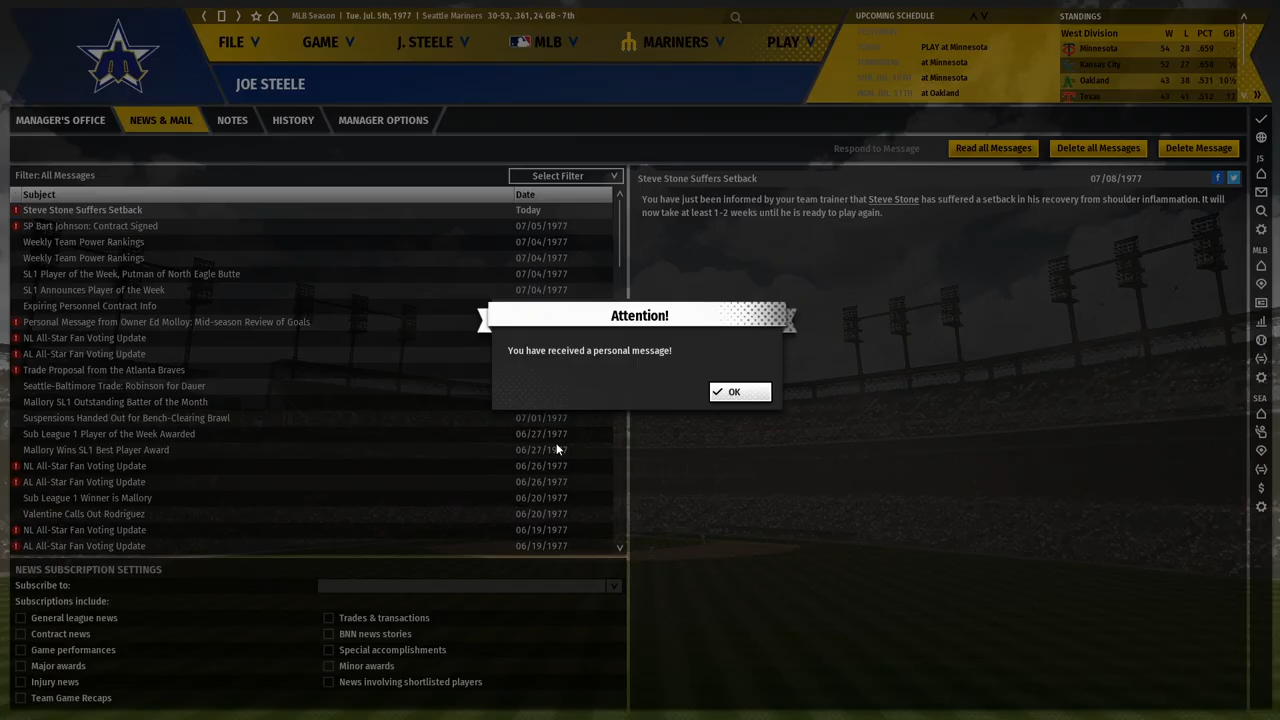 MLB Season | Tue. Jul. 5th, 1977 | Seattle Mariners 30-53, .361, 24 GB - 7th
FILE GAME J. STEELE MLB MARINERS PLAY
JOE STEELE
UPCOMING SCHEDULE
PLAY at Minnesota
at Minnesota
at Minnesota
MON. JUL. 11TH at Oakland
STANDINGS
West Division W L PCT GB
Minnesota 54 28 .659 -
Kansas City 52 27 .658 ½
Oakland 43 38 .531 10½
Texas 43 41 .512 12
MANAGER'S OFFICE NEWS & MAIL NOTES HISTORY MANAGER OPTIONS
Respond to Message Read all Messages Delete all Messages Delete Message
Filter: All Messages Select Filter
Subject Date
Steve Stone Suffers Setback Today
SP Bart Johnson: Contract Signed 07/05/1977
Weekly Team Power Rankings 07/04/1977
Weekly Team Power Rankings 07/04/1977
SL1 Player of the Week, Putman of North Eagle Butte 07/04/1977
SL1 Announces Player of the Week 07/04/1977
Expiring Personnel Contract Info
Personal Message from Owner Ed Molloy: Mid-season Review of Goals
NL All-Star Fan Voting Update
AL All-Star Fan Voting Update
Trade Proposal from the Atlanta Braves
Seattle-Baltimore Trade: Robinson for Dauer
Mallory SL1 Outstanding Batter of the Month
Suspensions Handed Out for Bench-Clearing Brawl 07/01/1977
Sub League 1 Player of the Week Awarded 06/27/1977
Mallory Wins SL1 Best Player Award 06/27/1977
NL All-Star Fan Voting Update 06/26/1977
AL All-Star Fan Voting Update 06/26/1977
Sub League 1 Winner is Mallory 06/20/1977
Valentine Calls Out Rodriguez 06/20/1977
NL All-Star Fan Voting Update 06/19/1977
AL All-Star Fan Voting Update 06/19/1977
Steve Stone Suffers Setback 07/08/1977
You have just been informed by your team trainer that Steve Stone has suffered a setback in his recovery from shoulder inflammation. It will
now take at least 1-2 weeks until he is ready to play again.
Attention!
You have received a personal message!
OK
NEWS SUBSCRIPTION SETTINGS
Subscribe to:
Subscriptions include:
General league news Trades & transactions
Contract news BNN news stories
Game performances Special accomplishments
Major awards Minor awards
Injury news News involving shortlisted players
Team Game Recaps
JS
MLB
SEA